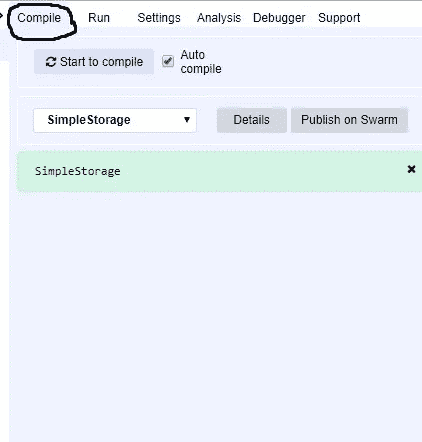 Compile Run Settings Analysis Debugger Support
Start to compile Auto compile
SimpleStorage Details Publish on Swarm
SimpleStorage